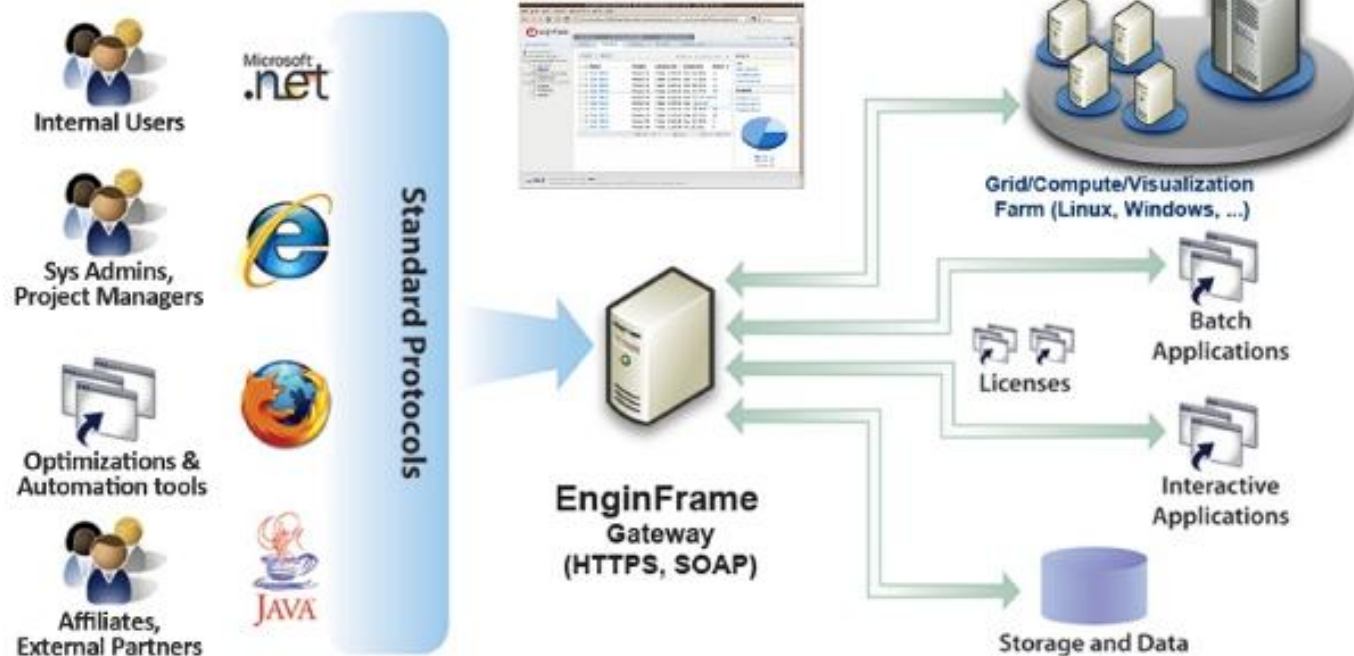 Internal Users
Microsoft
.net
Sys Admins,
Project Managers
Optimizations &
Automation tools
JAVA
Affiliates,
External Partners
Standard Protocols
EnginFrame
Gateway
(HTTPS, SOAP)
Grid/Compute/Visualization
Farm (Linux, Windows, ...)
Batch
Applications
Licenses
Interactive
Applications
Storage and Data